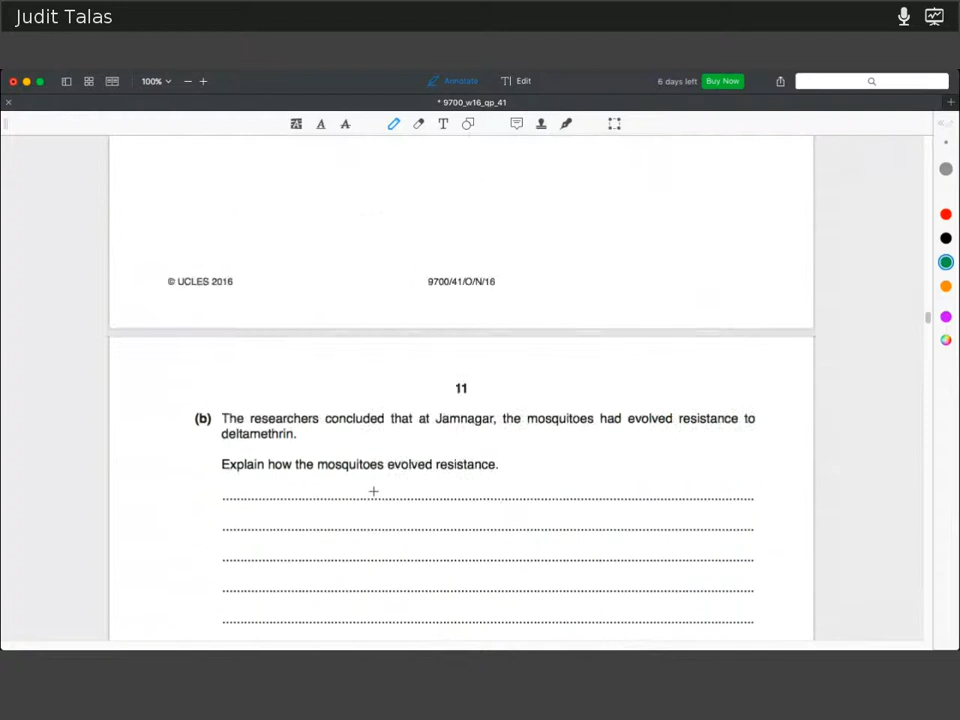 Judit Talas
100%
Annotate
Edit
6 days left
Buy Now
* 9700_w16_qp_41
© UCLES 2016
9700/41/O/N/16
11
(b) The researchers concluded that at Jamnagar, the mosquitoes had evolved resistance to
deltamethrin.
Explain how the mosquitoes evolved resistance.